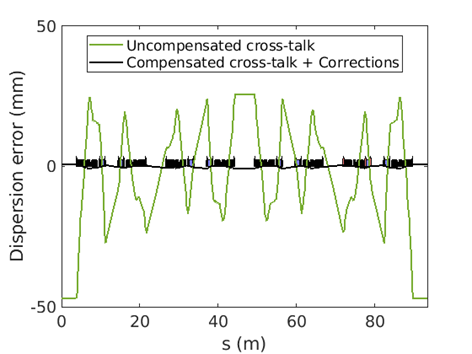 50
Uncompensated cross-talk
Compensated cross-talk + Corrections
Dispersion error (mm)
0
-50
0 20 40 60 80
s (m)